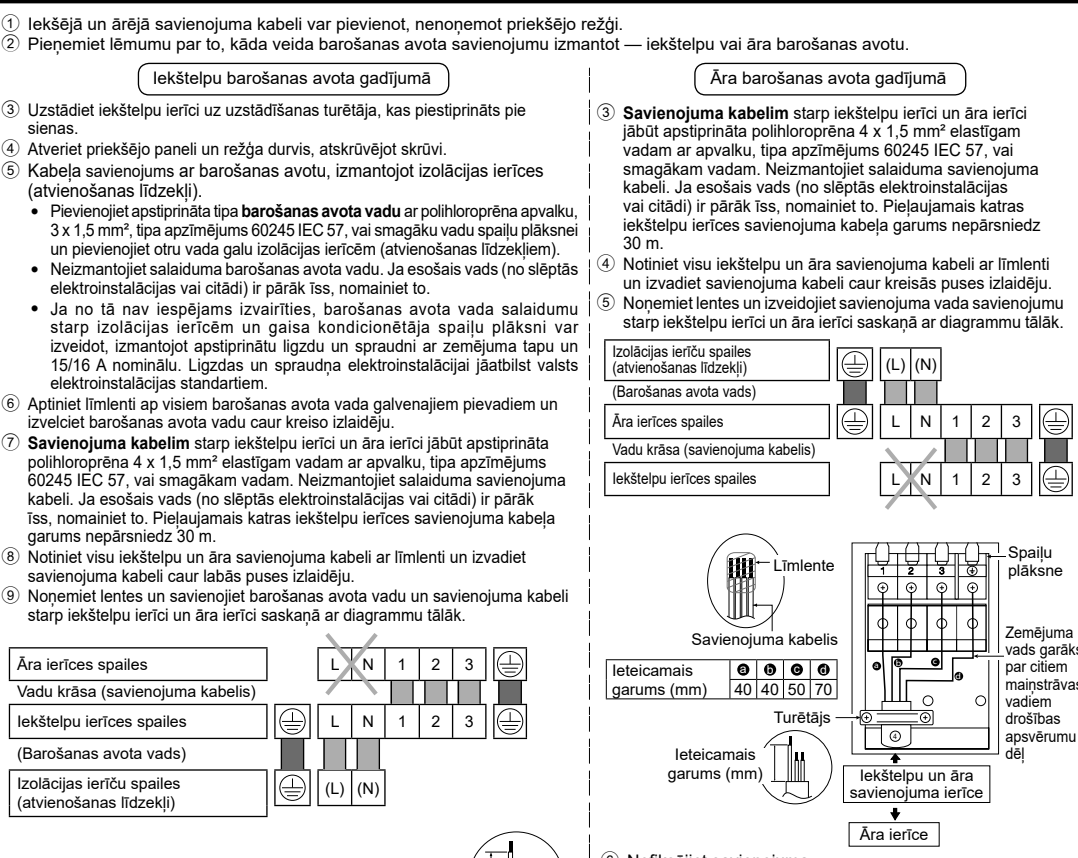 ① Iekšējā un ārējā savienojuma kabeli var pievienot, nenoņemot priekšējo režģi.
② Pieņemiet lēmumu par to, kāda veida barošanas avota savienojumu izmantot — iekštelpu vai āra barošanas avotu.
Iekštelpu barošanas avota gadījumā
③ Uzstādiet iekštelpu ierīci uz uzstādīšanas turētāja, kas piestiprināts pie
sienas.
④ Atveriet priekšējo paneli un režģa durvis, atskrūvējot skrūvi.
⑤ Kabeļa savienojums ar barošanas avotu, izmantojot izolācijas ierīces
(atvienošanas līdzekļi).
• Pievienojiet apstiprināta tipa barošanas avota vadu ar polihloroprēna apvalku,
3 x 1,5 mm², tipa apzīmējums 60245 IEC 57, vai smagāku vadu spaiļu plāksnei
un pievienojiet otru vada galu izolācijas ierīcēm (atvienošanas līdzekļiem).
• Neizmantojiet salaiduma barošanas avota vadu. Ja esošais vads (no slēptās
elektroinstalācijas vai citādi) ir pārāk īss, nomainiet to.
• Ja no tā nav iespējams izvairīties, barošanas avota vada salaidumu
starp izolācijas ierīcēm un gaisa kondicionētāja spaiļu plāksni var
izveidot, izmantojot apstiprinātu ligzdu un spraudni ar zemējuma tapu un
15/16 A nominālu. Ligzdas un spraudņa elektroinstalācijai jāatbilst valsts
elektroinstalācijas standartiem.
⑥ Aptiniet līmlenti ap visiem barošanas avota vada galvenajiem pievadiem un
izvelciet barošanas avota vadu caur kreiso izlaidēju.
⑦ Savienojuma kabelim starp iekštelpu ierīci un āra ierīci jābūt apstiprināta
polihloroprēna 4 x 1,5 mm² elastīgam vadam ar apvalku, tipa apzīmējums
60245 IEC 57, vai smagākam vadam. Neizmantojiet salaiduma savienojuma
kabeli. Ja esošais vads (no slēptās elektroinstalācijas vai citādi) ir pārāk
īss, nomainiet to. Pieļaujamais katras iekštelpu ierīces savienojuma kabeļa
garums nepārsniedz 30 m.
⑧ Notiniet visu iekštelpu un āra savienojuma kabeli ar līmlenti un izvadiet
savienojuma kabeli caur labās puses izlaidēju.
⑨ Noņemiet lentes un savienojiet barošanas avota vadu un savienojuma kabeli
starp iekštelpu ierīci un āra ierīci saskaņā ar diagrammu tālāk.
Āra ierīces spailes L N 1 2 3
Vadu krāsa (savienojuma kabelis)
Iekštelpu ierīces spailes L N 1 2 3
(Barošanas avota vads)
Izolācijas ierīču spailes
(atvienošanas līdzekļi) (L) (N)
Āra barošanas avota gadījumā
③ Savienojuma kabelim starp iekštelpu ierīci un āra ierīci
jābūt apstiprināta polihloroprēna 4 x 1,5 mm² elastīgam
vadam ar apvalku, tipa apzīmējums 60245 IEC 57, vai
smagākam vadam. Neizmantojiet salaiduma savienojuma
kabeli. Ja esošais vads (no slēptās elektroinstalācijas
vai citādi) ir pārāk īss, nomainiet to. Pieļaujamais katras
iekštelpu ierīces savienojuma kabeļa garums nepārsniedz
30 m.
④ Notiniet visu iekštelpu un āra savienojuma kabeli ar līmlenti
un izvadiet savienojuma kabeli caur kreisās puses izlaidēju.
⑤ Noņemiet lentes un izveidojiet savienojuma vada savienojumu
starp iekštelpu ierīci un āra ierīci saskaņā ar diagrammu tālāk.
Izolācijas ierīču spailes
(atvienošanas līdzekļi) (L) (N)
(Barošanas avota vads)
Āra ierīces spailes L N 1 2 3
Vadu krāsa (savienojuma kabelis)
Iekštelpu ierīces spailes L N 1 2 3
Līmlente
Savienojuma kabelis
Ieteicamais
garums (mm)
ⓐ ⓑ ⓒ ⓓ
40 40 50 70
Turētājs
Ieteicamais
garums (mm)
1 2 3
ⓐ ⓑ ⓒ ⓓ
④
Spaiļu
plāksne
Zemējuma
vads garāks
par citiem
maiņstrāvas
vadiem
drošības
apsvērumu
dēļ
Iekštelpu un āra
savienojuma ierīce
Āra ierīce